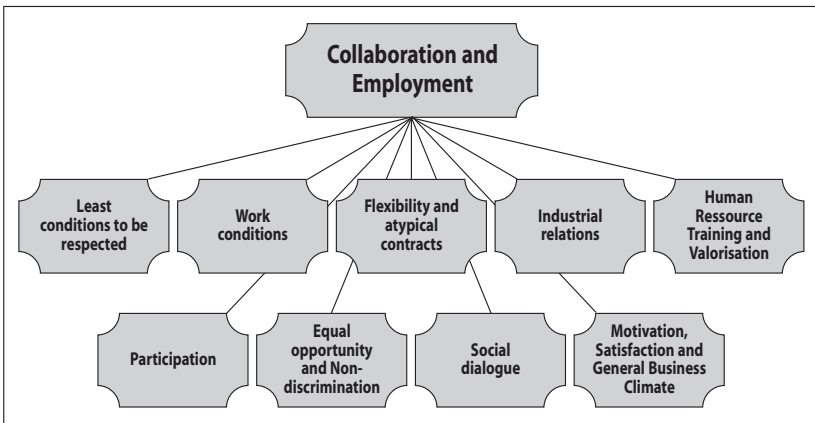 Collaboration and
Employment
Least
conditions to be
respected
Work
conditions
Flexibility and
atypical
contracts
Industrial
relations
Human
Ressource
Training and
Valorisation
Participation
Equal
opportunity
and Non-
discrimination
Social
dialogue
Motivation,
Satisfaction and
General Business
Climate